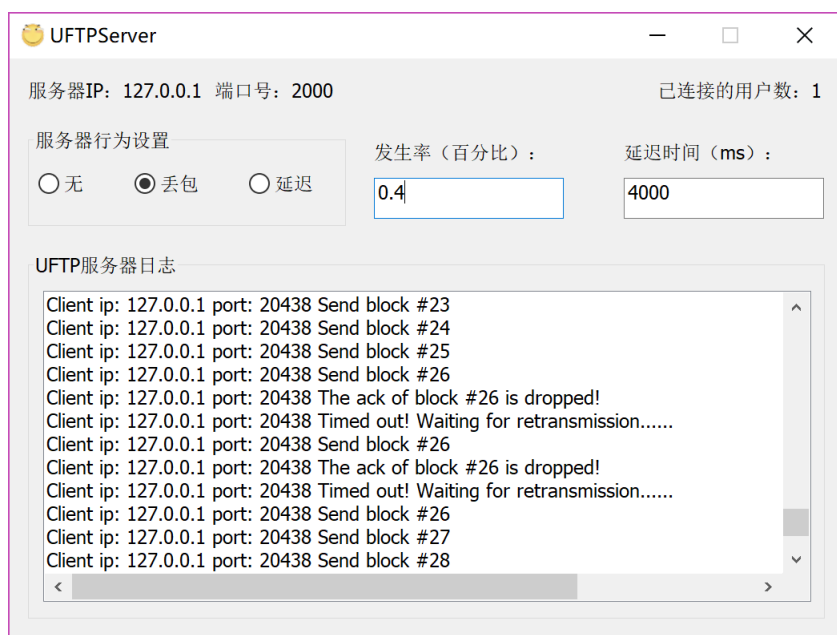 UFTPServer
服务器IP：127.0.0.1 端口号：2000 已连接的用户数：1
服务器行为设置
发生率（百分比）： 延迟时间（ms）：
无 丢包 延迟
0.4 4000
UFTP服务器日志
Client ip: 127.0.0.1 port: 20438 Send block #23
Client ip: 127.0.0.1 port: 20438 Send block #24
Client ip: 127.0.0.1 port: 20438 Send block #25
Client ip: 127.0.0.1 port: 20438 Send block #26
Client ip: 127.0.0.1 port: 20438 The ack of block #26 is dropped!
Client ip: 127.0.0.1 port: 20438 Timed out! Waiting for retransmission......
Client ip: 127.0.0.1 port: 20438 Send block #26
Client ip: 127.0.0.1 port: 20438 The ack of block #26 is dropped!
Client ip: 127.0.0.1 port: 20438 Timed out! Waiting for retransmission......
Client ip: 127.0.0.1 port: 20438 Send block #26
Client ip: 127.0.0.1 port: 20438 Send block #27
Client ip: 127.0.0.1 port: 20438 Send block #28